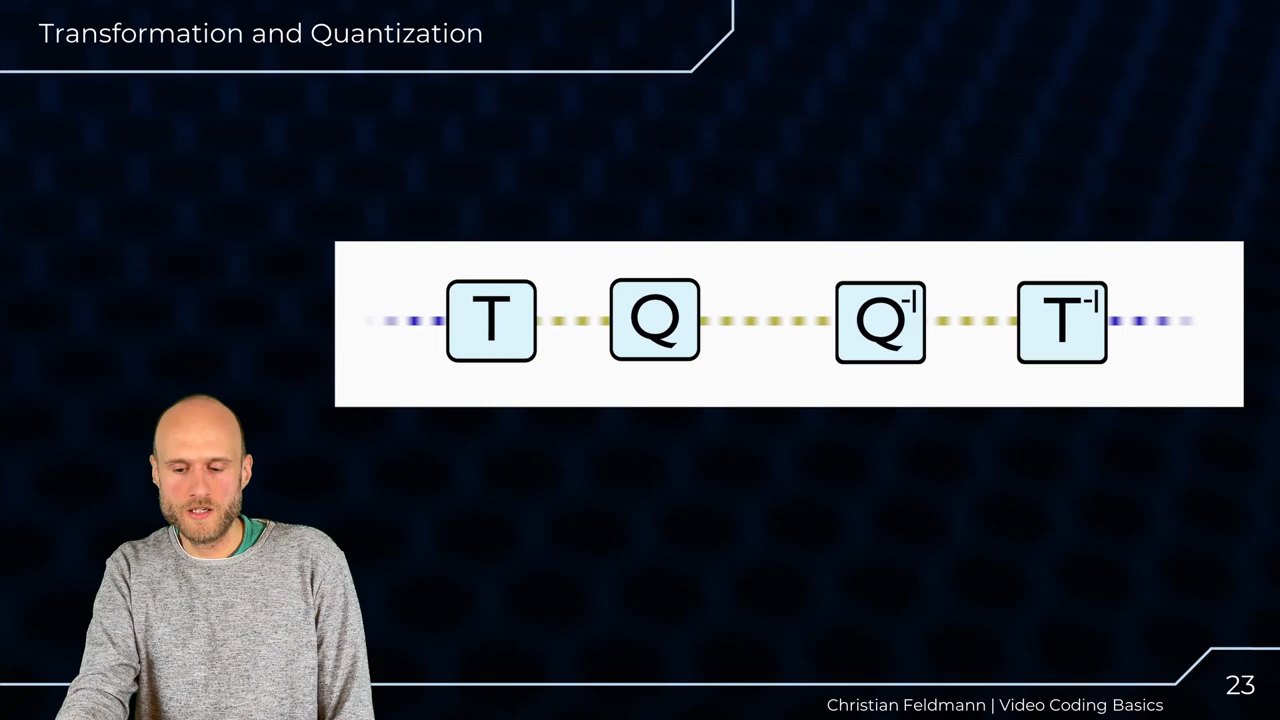 Transformation and Quantization
T Q Q⁻¹ T⁻¹
23
Christian Feldmann | Video Coding Basics